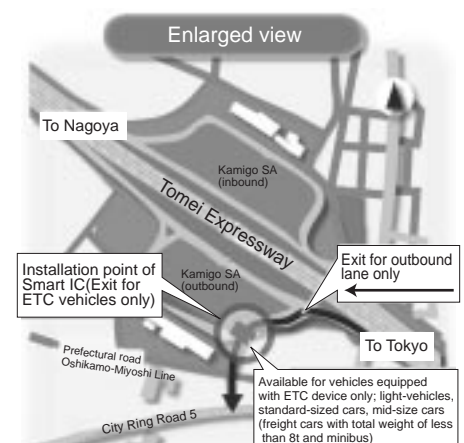 Enlarged view
To Nagoya
Kamigo SA
(inbound)
Tomei Expressway
Installation point of
Smart IC(Exit for
ETC vehicles only)
Kamigo SA
(outbound)
Exit for outbound
lane only
To Tokyo
Prefectural road
Oshikamo-Miyoshi Line
City Ring Road 5
Available for vehicles equipped
with ETC device only; light-vehicles,
standard-sized cars, mid-size cars
(freight cars with total weight of less
than 8t and minibus)